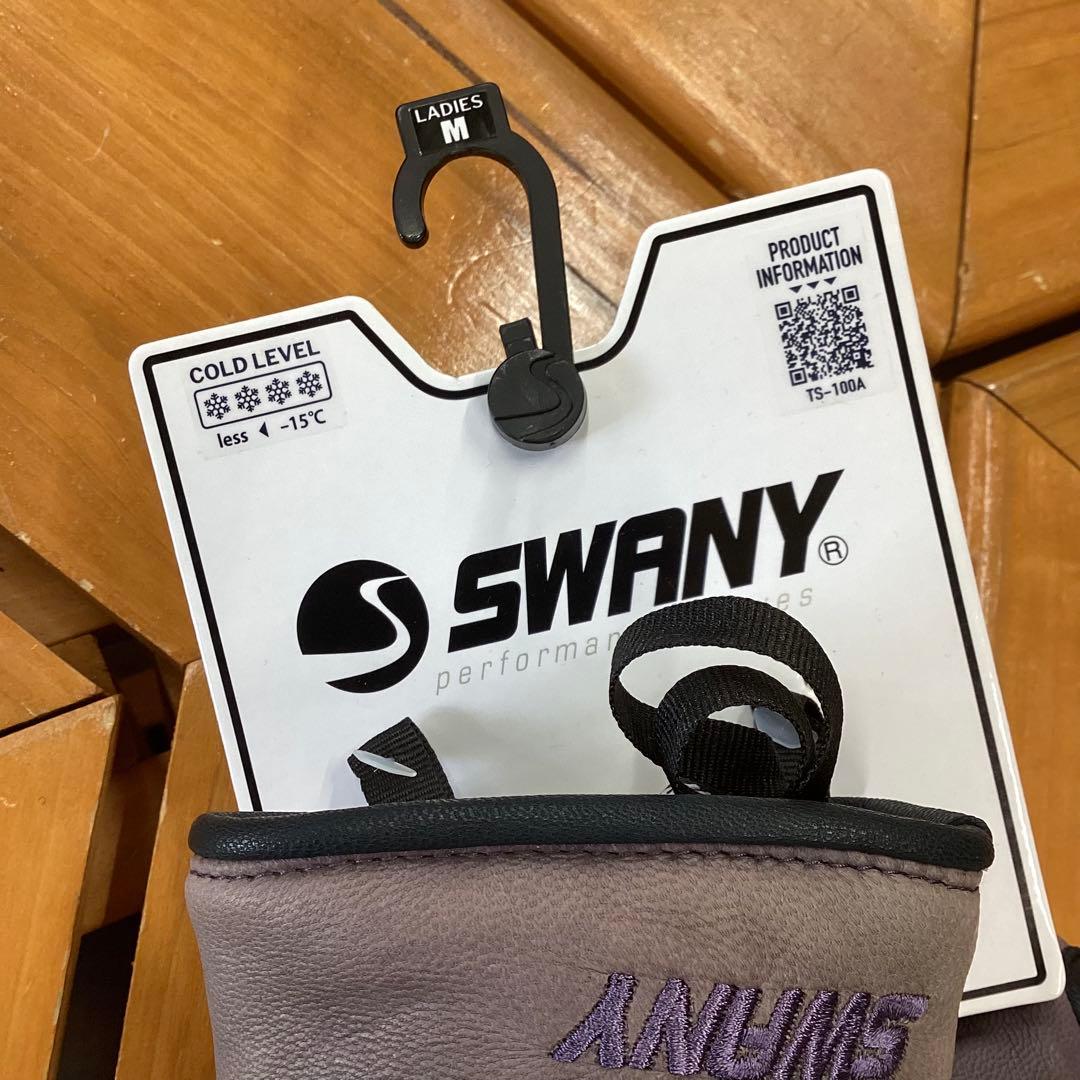 LADIES
M
PRODUCT
INFORMATION
TS-100A
COLD LEVEL
less ◀ -15°C
SWANY®
SWANY